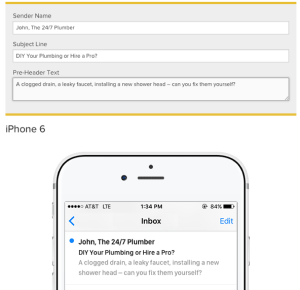 Sender Name
John, The 24/7 Plumber
Subject Line
DIY Your Plumbing or Hire a Pro?
Pre-Header Text
A clogged drain, a leaky faucet, installing a new shower head – can you fix them yourself?
iPhone 6
AT&T LTE 1:34 PM 84%
Inbox Edit
John, The 24/7 Plumber
DIY Your Plumbing or Hire a Pro?
A clogged drain, a leaky faucet, installing a new
shower head – can you fix them yourself?